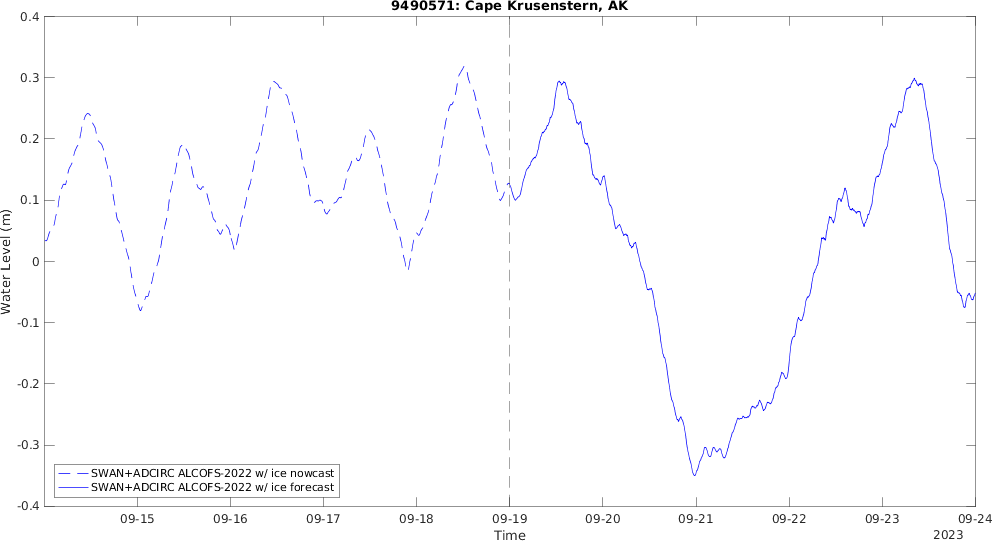 9490571: Cape Krusenstern, AK
0.4
0.3
0.2
0.1
0
-0.1
-0.2
-0.3
-0.4
Water Level (m)
SWAN+ADCIRC ALCOFS-2022 w/ ice nowcast
SWAN+ADCIRC ALCOFS-2022 w/ ice forecast
09-15 09-16 09-17 09-18 09-19 09-20 09-21 09-22 09-23 09-24
Time
2023